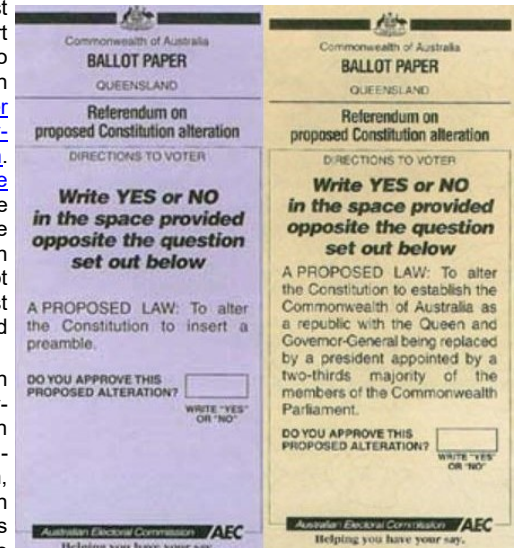 Commonwealth of Australia
BALLOT PAPER
QUEENSLAND
Referendum on
proposed Constitution alteration
DIRECTIONS TO VOTER
Write YES or NO
in the space provided
opposite the question
set out below
A PROPOSED LAW: To alter
the Constitution to insert a
preamble.
DO YOU APPROVE THIS
PROPOSED ALTERATION?
WRITE "YES"
OR "NO"
Australian Electoral Commission AEC
Helping you have your say.
Commonwealth of Australia
BALLOT PAPER
QUEENSLAND
Referendum on
proposed Constitution alteration
DIRECTIONS TO VOTER
Write YES or NO
in the space provided
opposite the question
set out below
A PROPOSED LAW: To alter
the Constitution to establish the
Commonwealth of Australia as
a republic with the Queen and
Governor-General being replaced
by a president appointed by a
two-thirds majority of the
members of the Commonwealth
Parliament.
DO YOU APPROVE THIS
PROPOSED ALTERATION?
WRITE "YES"
OR "NO"
Australian Electoral Commission AEC
Helping you have your say.